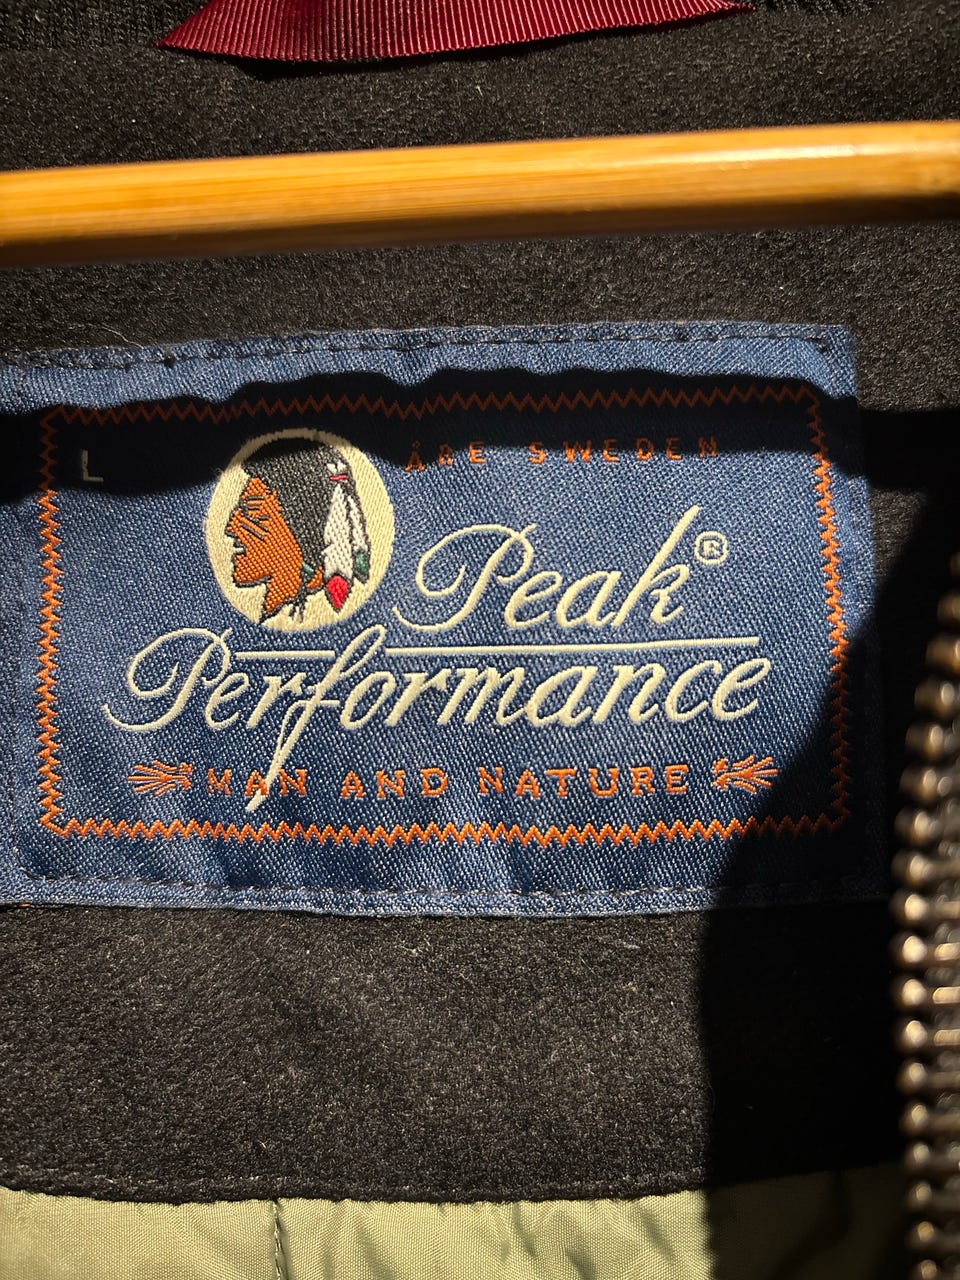 L
ÅRE SWEDEN
Peak®
Performance
MAN AND NATURE